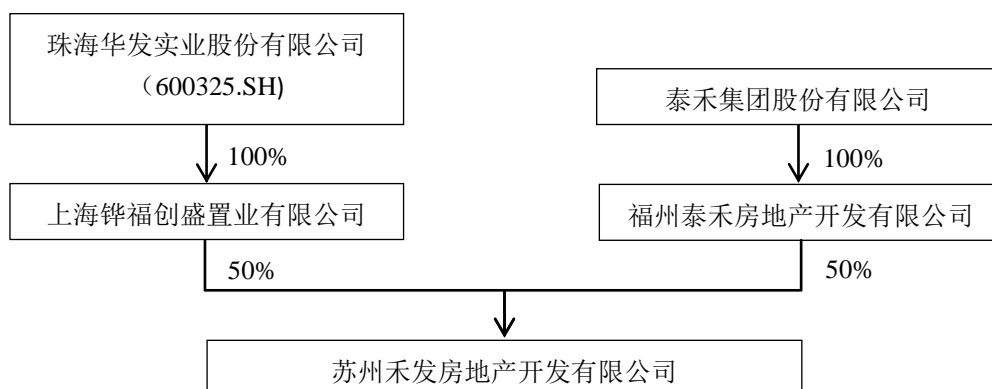 珠海华发实业股份有限公司
（600325.SH)
泰禾集团股份有限公司
100%
100%
上海铧福创盛置业有限公司
福州泰禾房地产开发有限公司
50%
50%
苏州禾发房地产开发有限公司